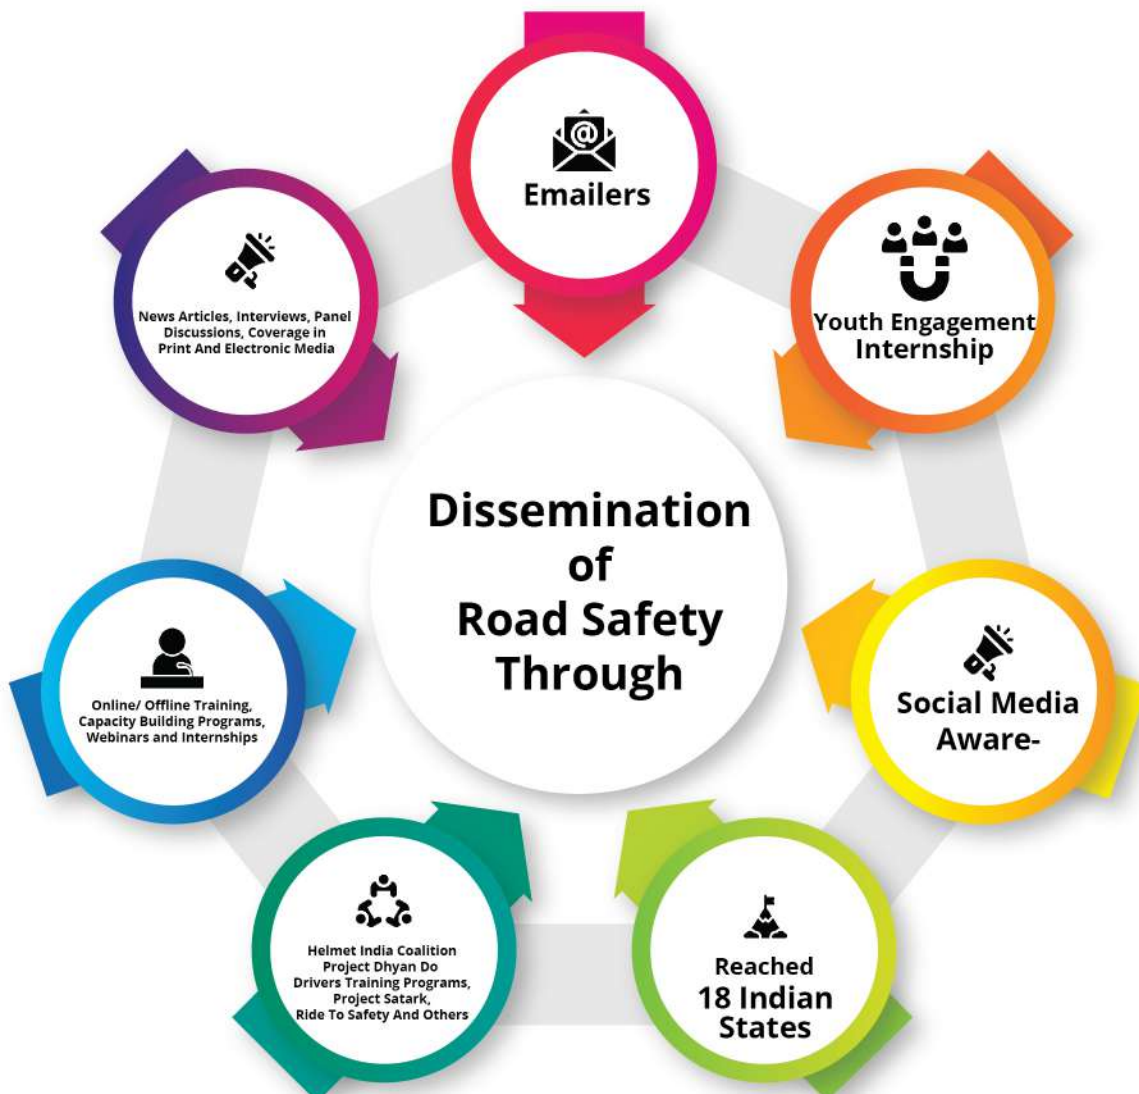 Emailers
Youth Engagement
Internship
Social Media
Aware-
Reached
18 Indian
States
Helmet India Coalition
Project Dhyan Do
Drivers Training Programs,
Project Satark,
Ride To Safety And Others
Online/ Offline Training,
Capacity Building Programs,
Webinars and Internships
News Articles, Interviews, Panel
Discussions, Coverage in
Print And Electronic Media
Dissemination
of
Road Safety
Through